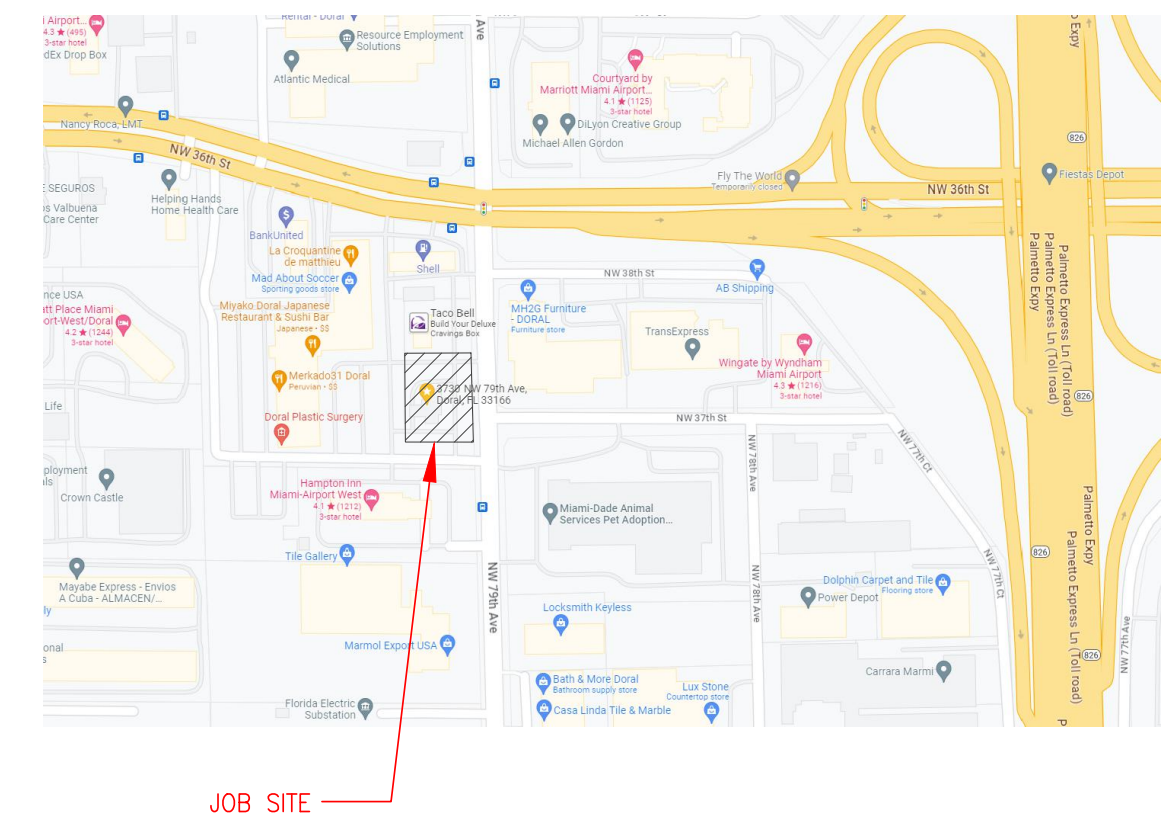 i Airport...
4.3 ★ (495)
3-star hotel
dEx Drop Box
Rental - Doral
Resource Employment
Solutions
Atlantic Medical
Ave
Courtyard by
Marriott Miami Airport...
4.1 ★ (1125)
3-star hotel
DiLyon Creative Group
Michael Allen Gordon
Expy
Palmetto Expy
826
Nancy Roca, LMT
NW 36th St
Fly The World
Temporarily closed
NW 36th St
Fiestas Depot
E SEGUROS
os Valbuena
Care Center
Helping Hands
Home Health Care
BankUnited
La Croquantine
de matthieu
Shell
Mad About Soccer
Sporting goods store
NW 38th St
AB Shipping
Palmetto Expy
Palmetto Express Ln (Toll road)
Palmetto Express Ln (Toll road)
nce USA
att Place Miami
ort-West/Doral
4.2 ★ (1244)
3-star hotel
Miyako Doral Japanese
Restaurant & Sushi Bar
Japanese • $$
Taco Bell
Build Your Deluxe
Cravings Box
MH2G Furniture
- DORAL
Furniture store
TransExpress
Wingate by Wyndham
Miami Airport
4.3 ★ (1216)
3-star hotel
Merkado31 Doral
Peruvian • $$
3730 NW 79th Ave,
Doral, FL 33166
826
Life
Doral Plastic Surgery
NW 37th St
NW 77th Ct
NW 78th Ave
ployment
als
Crown Castle
Hampton Inn
Miami-Airport West
4.1 ★ (1212)
3-star hotel
Miami-Dade Animal
Services Pet Adoption...
Palmetto Expy
Palmetto Express Ln (Toll road)
826
Tile Gallery
NW 79th Ave
NW 78th Ave
NW 77th Ct
Mayabe Express - Envios
A Cuba - ALMACEN/...
ly
Dolphin Carpet and Tile
Flooring store
Power Depot
Locksmith Keyless
NW 77th Ave
onal
s
Marmol Export USA
826
Carrara Marmi
Bath & More Doral
Bathroom supply store
Lux Stone
Countertop store
Casa Linda Tile & Marble
Florida Electric
Substation
P
JOB SITE